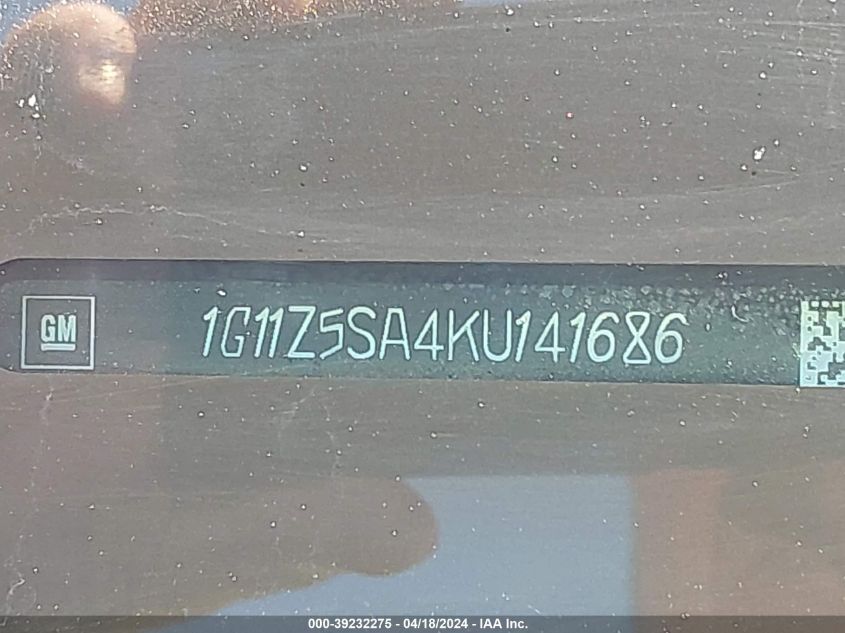 GM
1G11Z5SA4KU141686
000-39232275 - 04/18/2024 - IAA Inc.